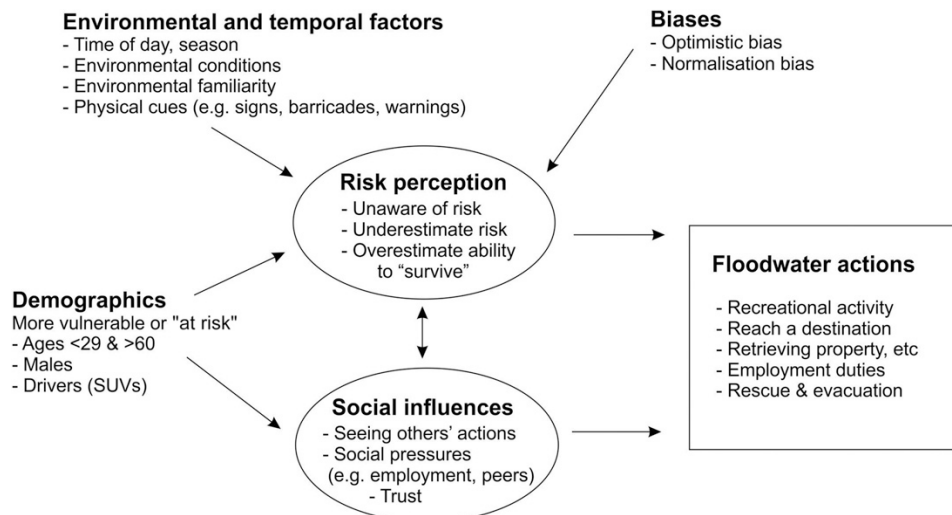 Environmental and temporal factors
- Time of day, season
- Environmental conditions
- Environmental familiarity
- Physical cues (e.g. signs, barricades, warnings)
Biases
- Optimistic bias
- Normalisation bias
Risk perception
- Unaware of risk
- Underestimate risk
- Overestimate ability
to “survive”
Demographics
More vulnerable or "at risk"
- Ages <29 & >60
- Males
- Drivers (SUVs)
Social influences
- Seeing others’ actions
- Social pressures
(e.g. employment, peers)
- Trust
Floodwater actions
- Recreational activity
- Reach a destination
- Retrieving property, etc
- Employment duties
- Rescue & evacuation